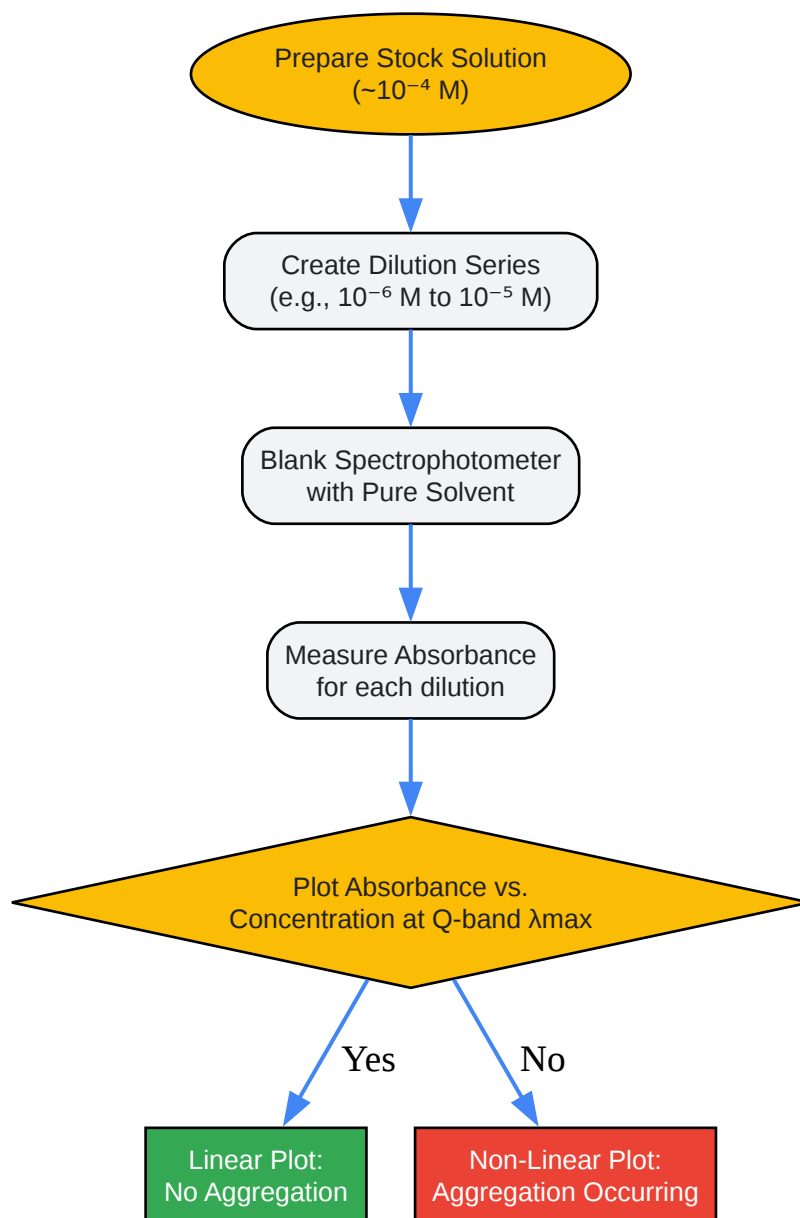 Prepare Stock Solution
(~10⁻⁴ M)
Create Dilution Series
(e.g., 10⁻⁶ M to 10⁻⁵ M)
Blank Spectrophotometer
with Pure Solvent
Measure Absorbance
for each dilution
Plot Absorbance vs.
Concentration at Q-band λmax
Yes
No
Linear Plot:
No Aggregation
Non-Linear Plot:
Aggregation Occurring